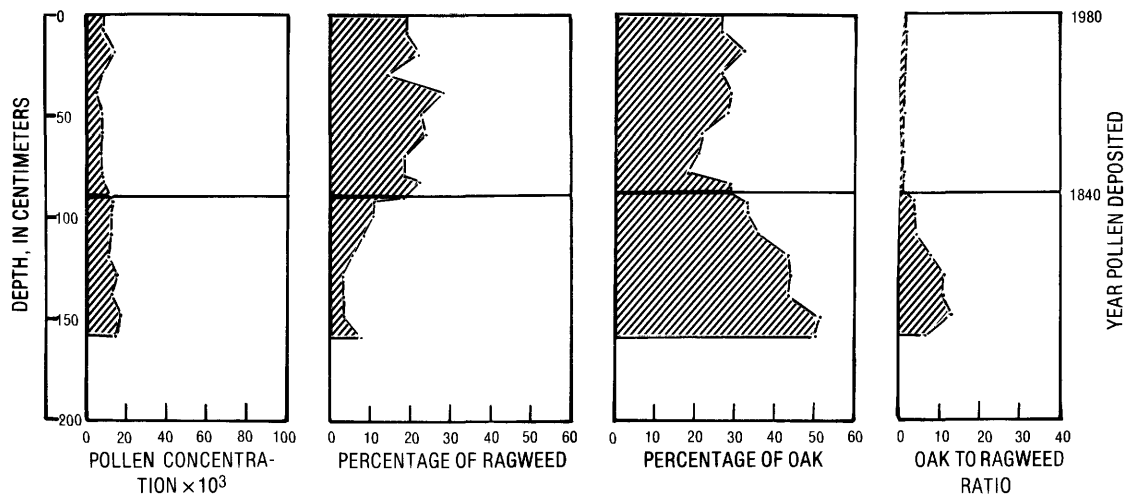 DEPTH, IN CENTIMETERS
0
50
100
150
200
0 20 40 60 80 100
POLLEN CONCENTRA-
TION × 10³
0 10 20 30 40 50 60
PERCENTAGE OF RAGWEED
0 10 20 30 40 50 60
PERCENTAGE OF OAK
0 10 20 30 40
OAK TO RAGWEED
RATIO
1980
1840
YEAR POLLEN DEPOSITED